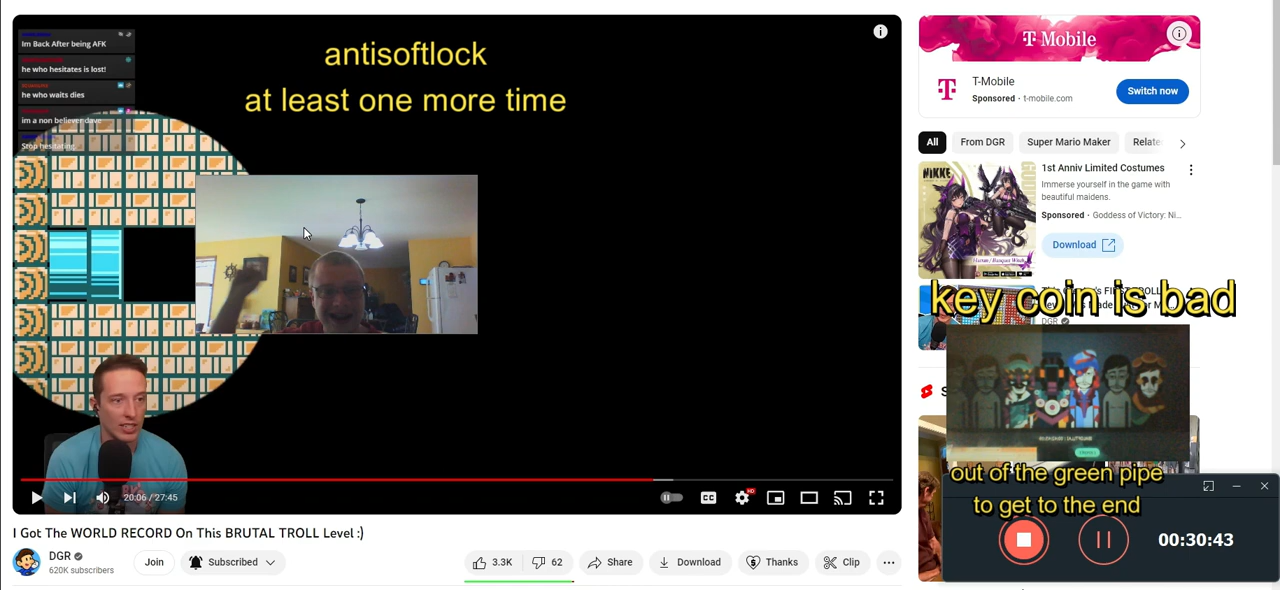 Im Back After being AFK
he who hesitates is lost!
he who waits dies
im a non believer dave
Stop hesitating.
antisoftlock
at least one more time
20:06 / 27:45
CC
HD
I Got The WORLD RECORD On This BRUTAL TROLL Level :)
DGR
620K subscribers
Join
Subscribed
3.3K
62
Share
Download
Thanks
Clip
T Mobile
T-Mobile
Sponsored · t-mobile.com
Switch now
All
From DGR
Super Mario Maker
Relate
NIKKE
1st Anniv Limited Costumes
Immerse yourself in the game with
beautiful maidens.
Sponsored · Goddess of Victory: Ni...
Download
key coin is bad
DGR
out of the green pipe
to get to the end
00:30:43